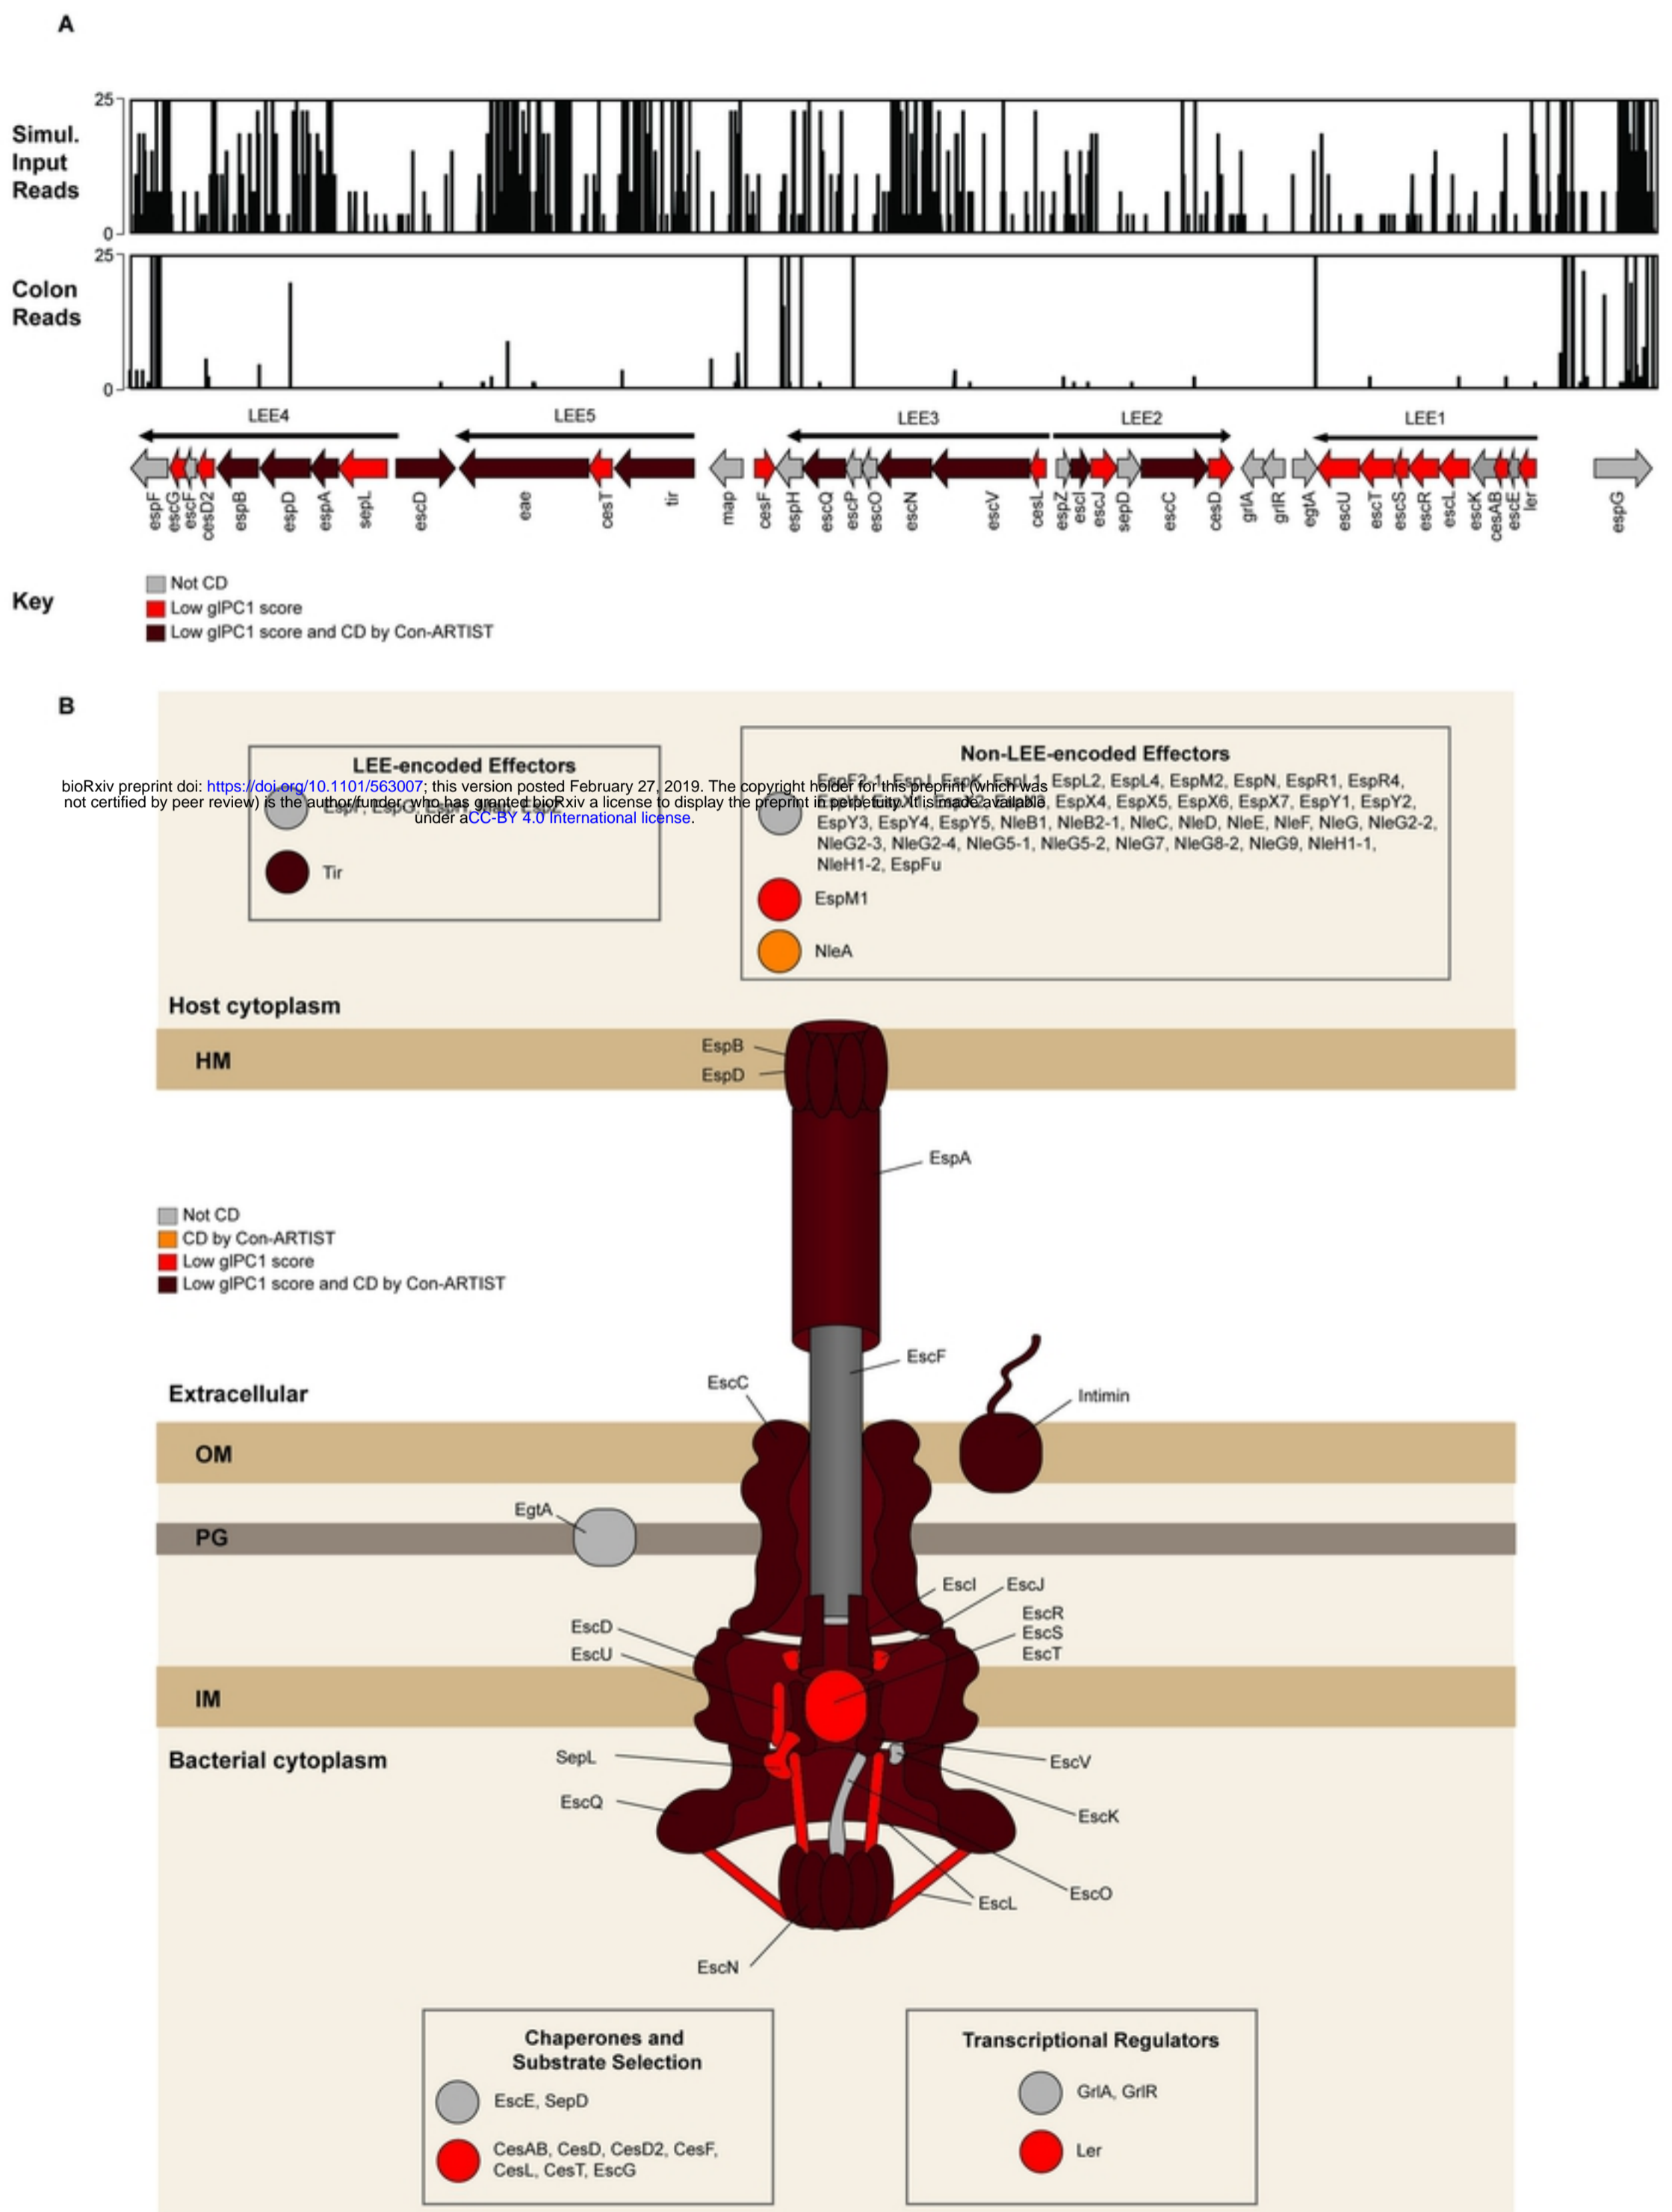 A
Simul.
Input
Reads
25
0
Colon
Reads
25
0
LEE4 LEE5 LEE3 LEE2 LEE1
espF escG escF cesD2 espB espD espA sepL escD eae cesT tir map cesF espH escQ escP escO escN escV cesL espZ escI escJ sepD escC cesD grlA grlR egtA escU escT escS escR escL escK cesAB escE ler espG
Key
Not CD
Low glPC1 score
Low glPC1 score and CD by Con-ARTIST
B
LEE-encoded Effectors
bioRxiv preprint doi: https://doi.org/10.1101/563007; this version posted February 27, 2019. The copyright holder for this preprint (which was
not certified by peer review) is the author/funder, who has granted bioRxiv a license to display the preprint in perpetuity. It is made available
under aCC-BY 4.0 International license.
Tir
Non-LEE-encoded Effectors
EspF2-1, EspJ, EspK, EspL1, EspL2, EspL4, EspM2, EspN, EspR1, EspR4,
EspX4, EspX5, EspX6, EspX7, EspY1, EspY2,
EspY3, EspY4, EspY5, NleB1, NleB2-1, NleC, NleD, NleE, NleF, NleG, NleG2-2,
NleG2-3, NleG2-4, NleG5-1, NleG5-2, NleG7, NleG8-2, NleG9, NleH1-1,
NleH1-2, EspFu
EspM1
NleA
Host cytoplasm
HM
EspB
EspD
EspA
Not CD
CD by Con-ARTIST
Low glPC1 score
Low glPC1 score and CD by Con-ARTIST
EscF
EscC
Extracellular
Intimin
OM
EgtA
PG
EscI
EscJ
EscR
EscS
EscT
EscD
EscU
IM
Bacterial cytoplasm
SepL
EscV
EscQ
EscK
EscO
EscL
EscN
Chaperones and
Substrate Selection
EscE, SepD
CesAB, CesD, CesD2, CesF,
CesL, CesT, EscG
Transcriptional Regulators
GrlA, GrlR
Ler